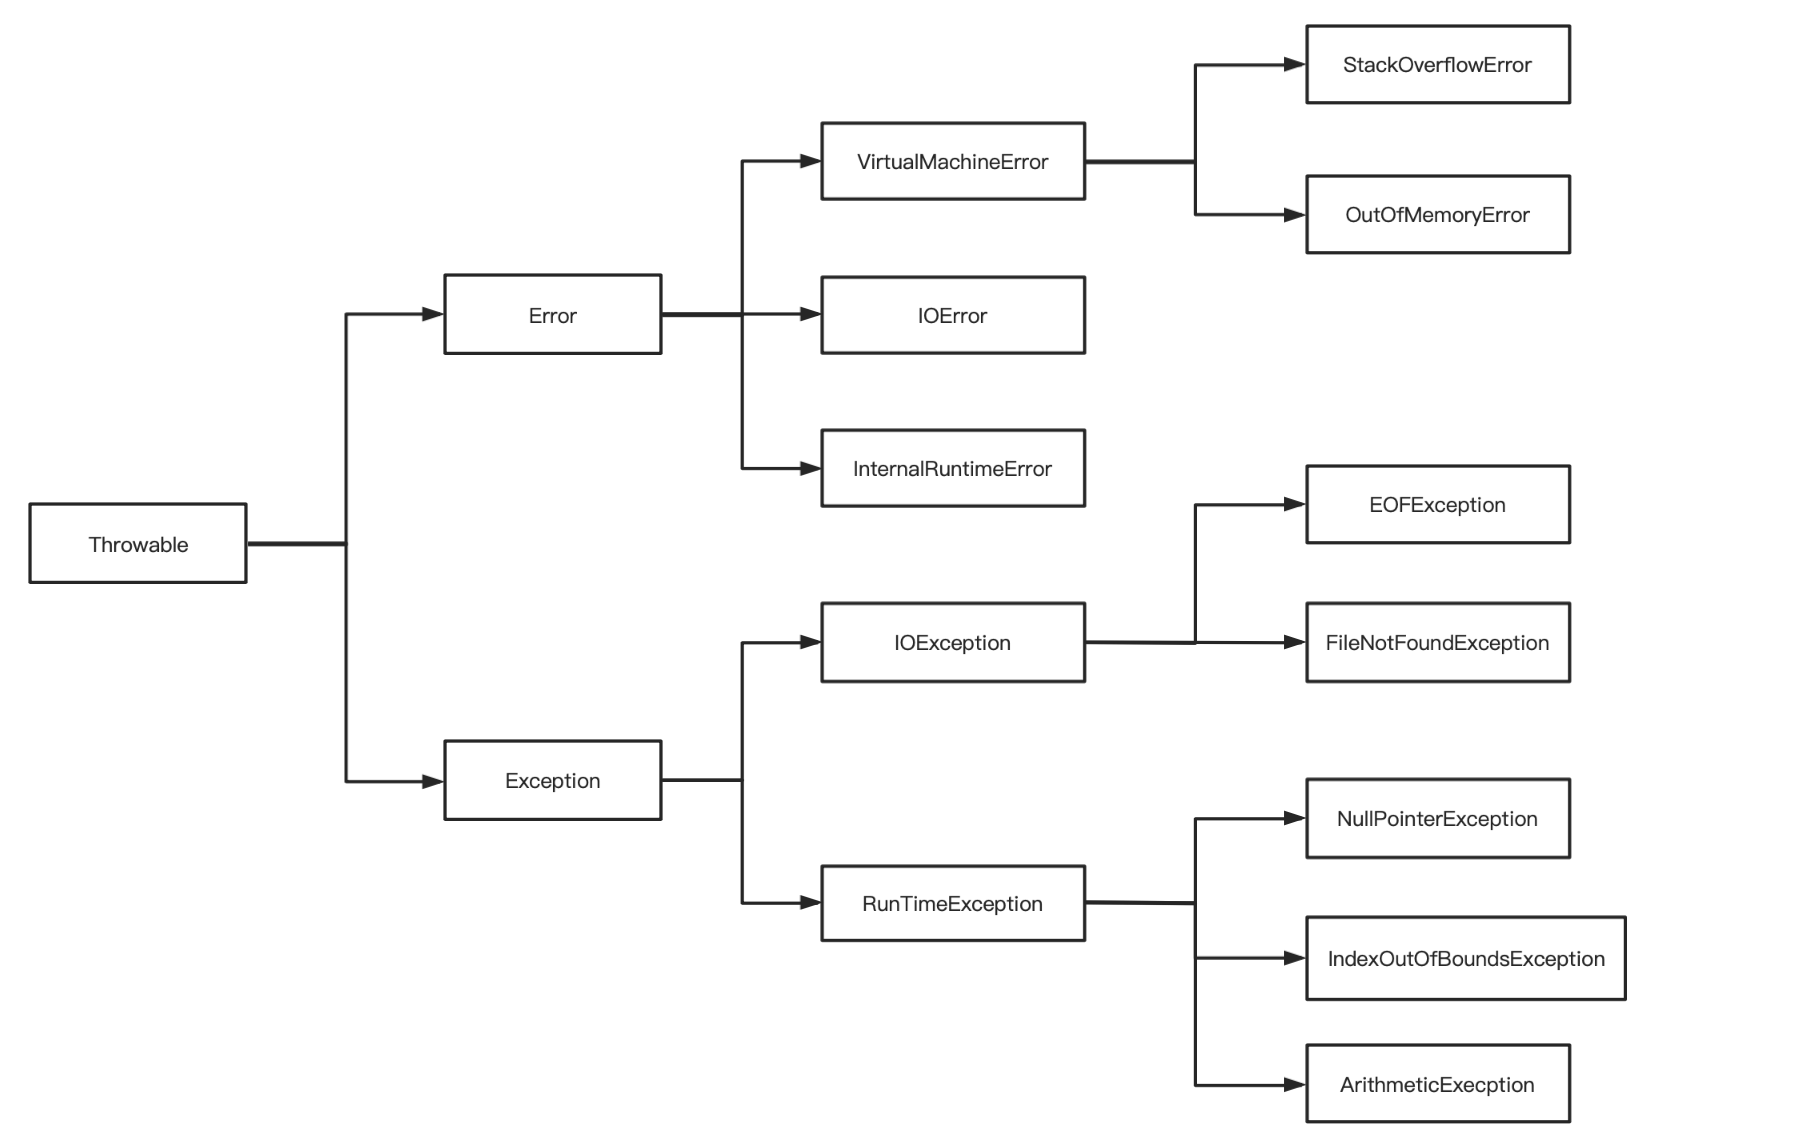 StackOverflowError
VirtualMachineError
OutOfMemoryError
Error
IOError
InternalRuntimeError
EOFException
Throwable
IOException
FileNotFoundException
Exception
NullPointerException
RunTimeException
IndexOutOfBoundsException
ArithmeticExecption